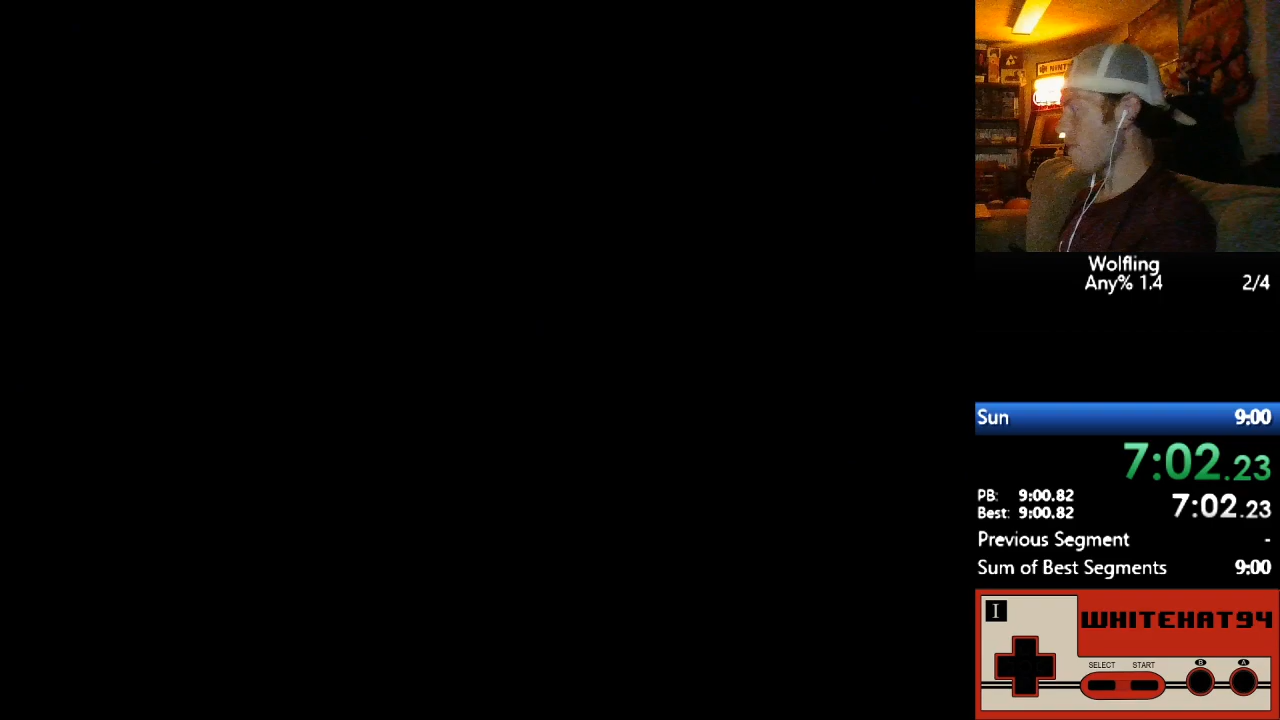 Wolfling
Any% 1.4 2/4
Sun 9:00
7:02.23
PB: 9:00.82
Best: 9:00.82
7:02.23
Previous Segment -
Sum of Best Segments 9:00
I
WHITEHAT94
SELECT START B A